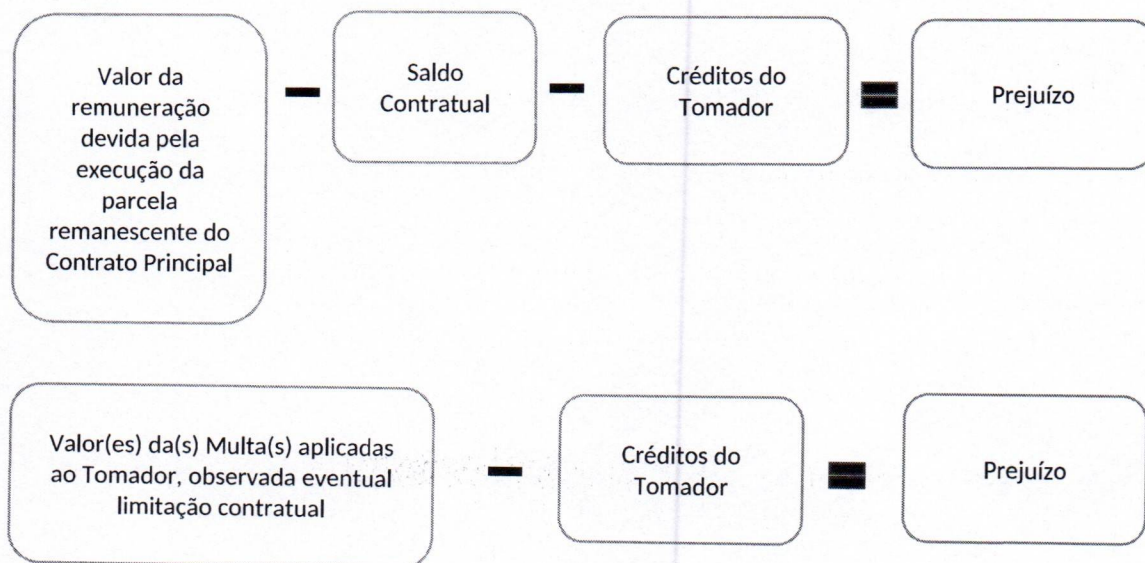 Valor da
remuneração
devida pela
execução da
parcela
remanescente do
Contrato Principal
-
Saldo
Contratual
-
Créditos do
Tomador
=
Prejuízo
Valor(es) da(s) Multa(s) aplicadas
ao Tomador, observada eventual
limitação contratual
-
Créditos do
Tomador
=
Prejuízo